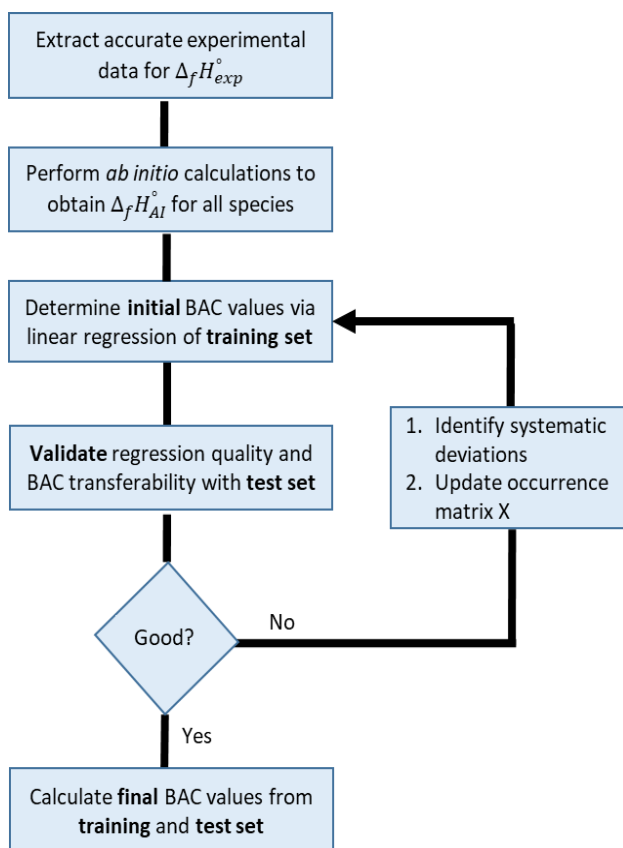 Extract accurate experimental
data for Δ_f H°_exp
Perform ab initio calculations to
obtain Δ_f H°_AI for all species
Determine initial BAC values via
linear regression of training set
Validate regression quality and
BAC transferability with test set
1. Identify systematic
deviations
2. Update occurrence
matrix X
Good?
No
Yes
Calculate final BAC values from
training and test set